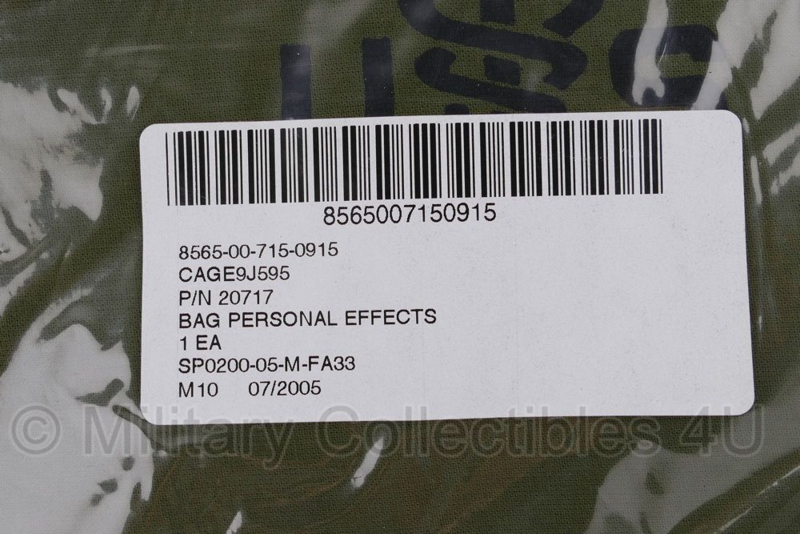 U S
8565007150915
8565-00-715-0915
CAGE9J595
P/N 20717
BAG PERSONAL EFFECTS
1 EA
SP0200-05-M-FA33
M10 07/2005
© Military Collectibles 4U